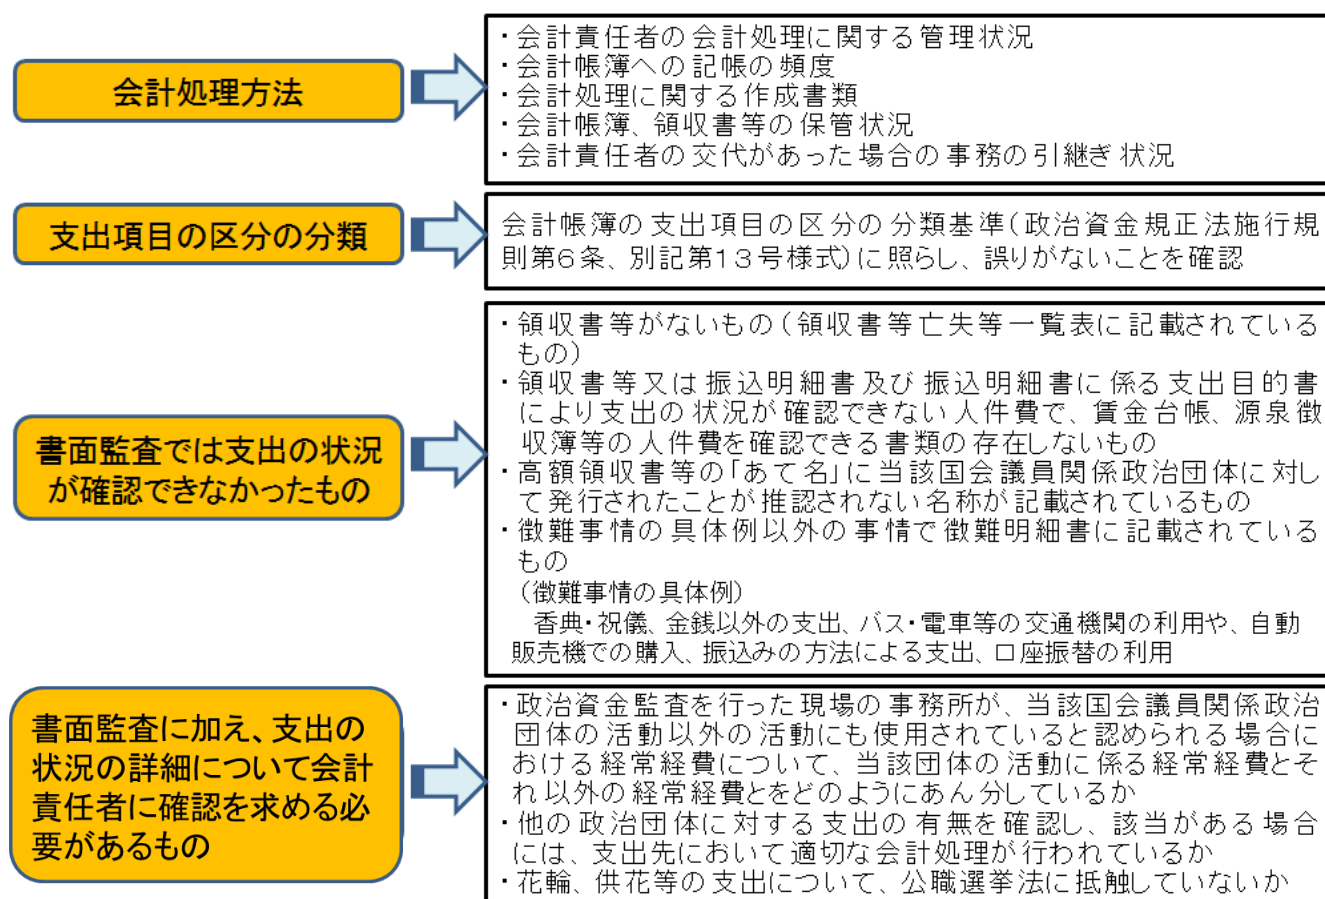 会計処理方法
・会計責任者の会計処理に関する管理状況
・会計帳簿への記帳の頻度
・会計処理に関する作成書類
・会計帳簿、領収書等の保管状況
・会計責任者の交代があった場合の事務の引継ぎ状況
支出項目の区分の分類
会計帳簿の支出項目の区分の分類基準(政治資金規正法施行規
則第6条、別記第13号様式)に照らし、誤りがないことを確認
書面監査では支出の状況
が確認できなかったもの
・領収書等がないもの(領収書等亡失等一覧表に記載されている
もの)
・領収書等又は振込明細書及び振込明細書に係る支出目的書
により支出の状況が確認できない人件費で、賃金台帳、源泉徴
収簿等の人件費を確認できる書類の存在しないもの
・高額領収書等の「あて名」に当該国会議員関係政治団体に対し
て発行されたことが推認されない名称が記載されているもの
・徴難事情の具体例以外の事情で徴難明細書に記載されている
もの
(徴難事情の具体例)
香典・祝儀、金銭以外の支出、バス・電車等の交通機関の利用や、自動
販売機での購入、振込みの方法による支出、口座振替の利用
書面監査に加え、支出の
状況の詳細について会計
責任者に確認を求める必
要があるもの
・政治資金監査を行った現場の事務所が、当該国会議員関係政治
団体の活動以外の活動にも使用されていると認められる場合に
おける経常経費について、当該団体の活動に係る経常経費とそ
れ以外の経常経費とをどのようにあん分しているか
・他の政治団体に対する支出の有無を確認し、該当がある場合
には、支出先において適切な会計処理が行われているか
・花輪、供花等の支出について、公職選挙法に抵触していないか